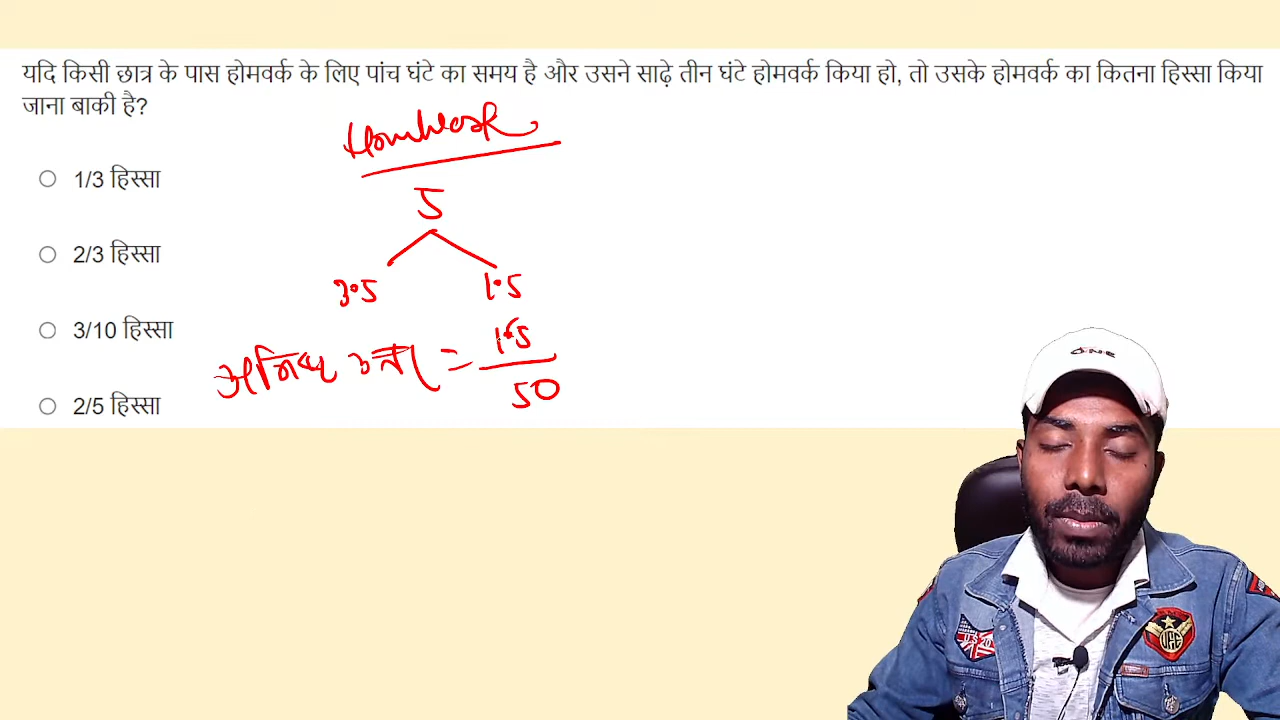 यदि किसी छात्र के पास होमवर्क के लिए पांच घंटे का समय है और उसने साढ़े तीन घंटे होमवर्क किया हो, तो उसके होमवर्क का कितना हिस्सा किया
जाना बाकी है?
Homework
1/3 हिस्सा
5
2/3 हिस्सा
3.5 1.5
3/10 हिस्सा
= 1.5
50
2/5 हिस्सा
ONE